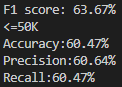 F1 score: 63.67%
<=50K
Accuracy:60.47%
Precision:60.64%
Recall:60.47%